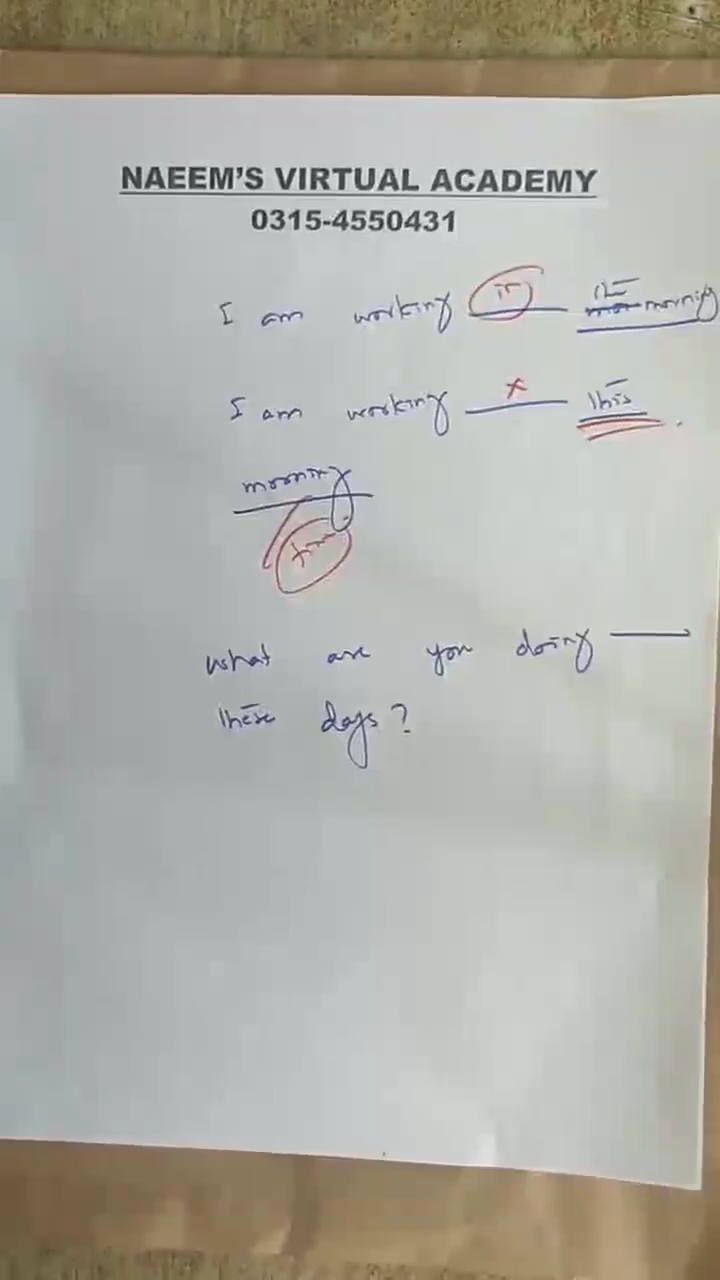 NAEEM'S VIRTUAL ACADEMY
0315-4550431
I am working in the morning
I am working × this
morning
time
What are you doing
these days?